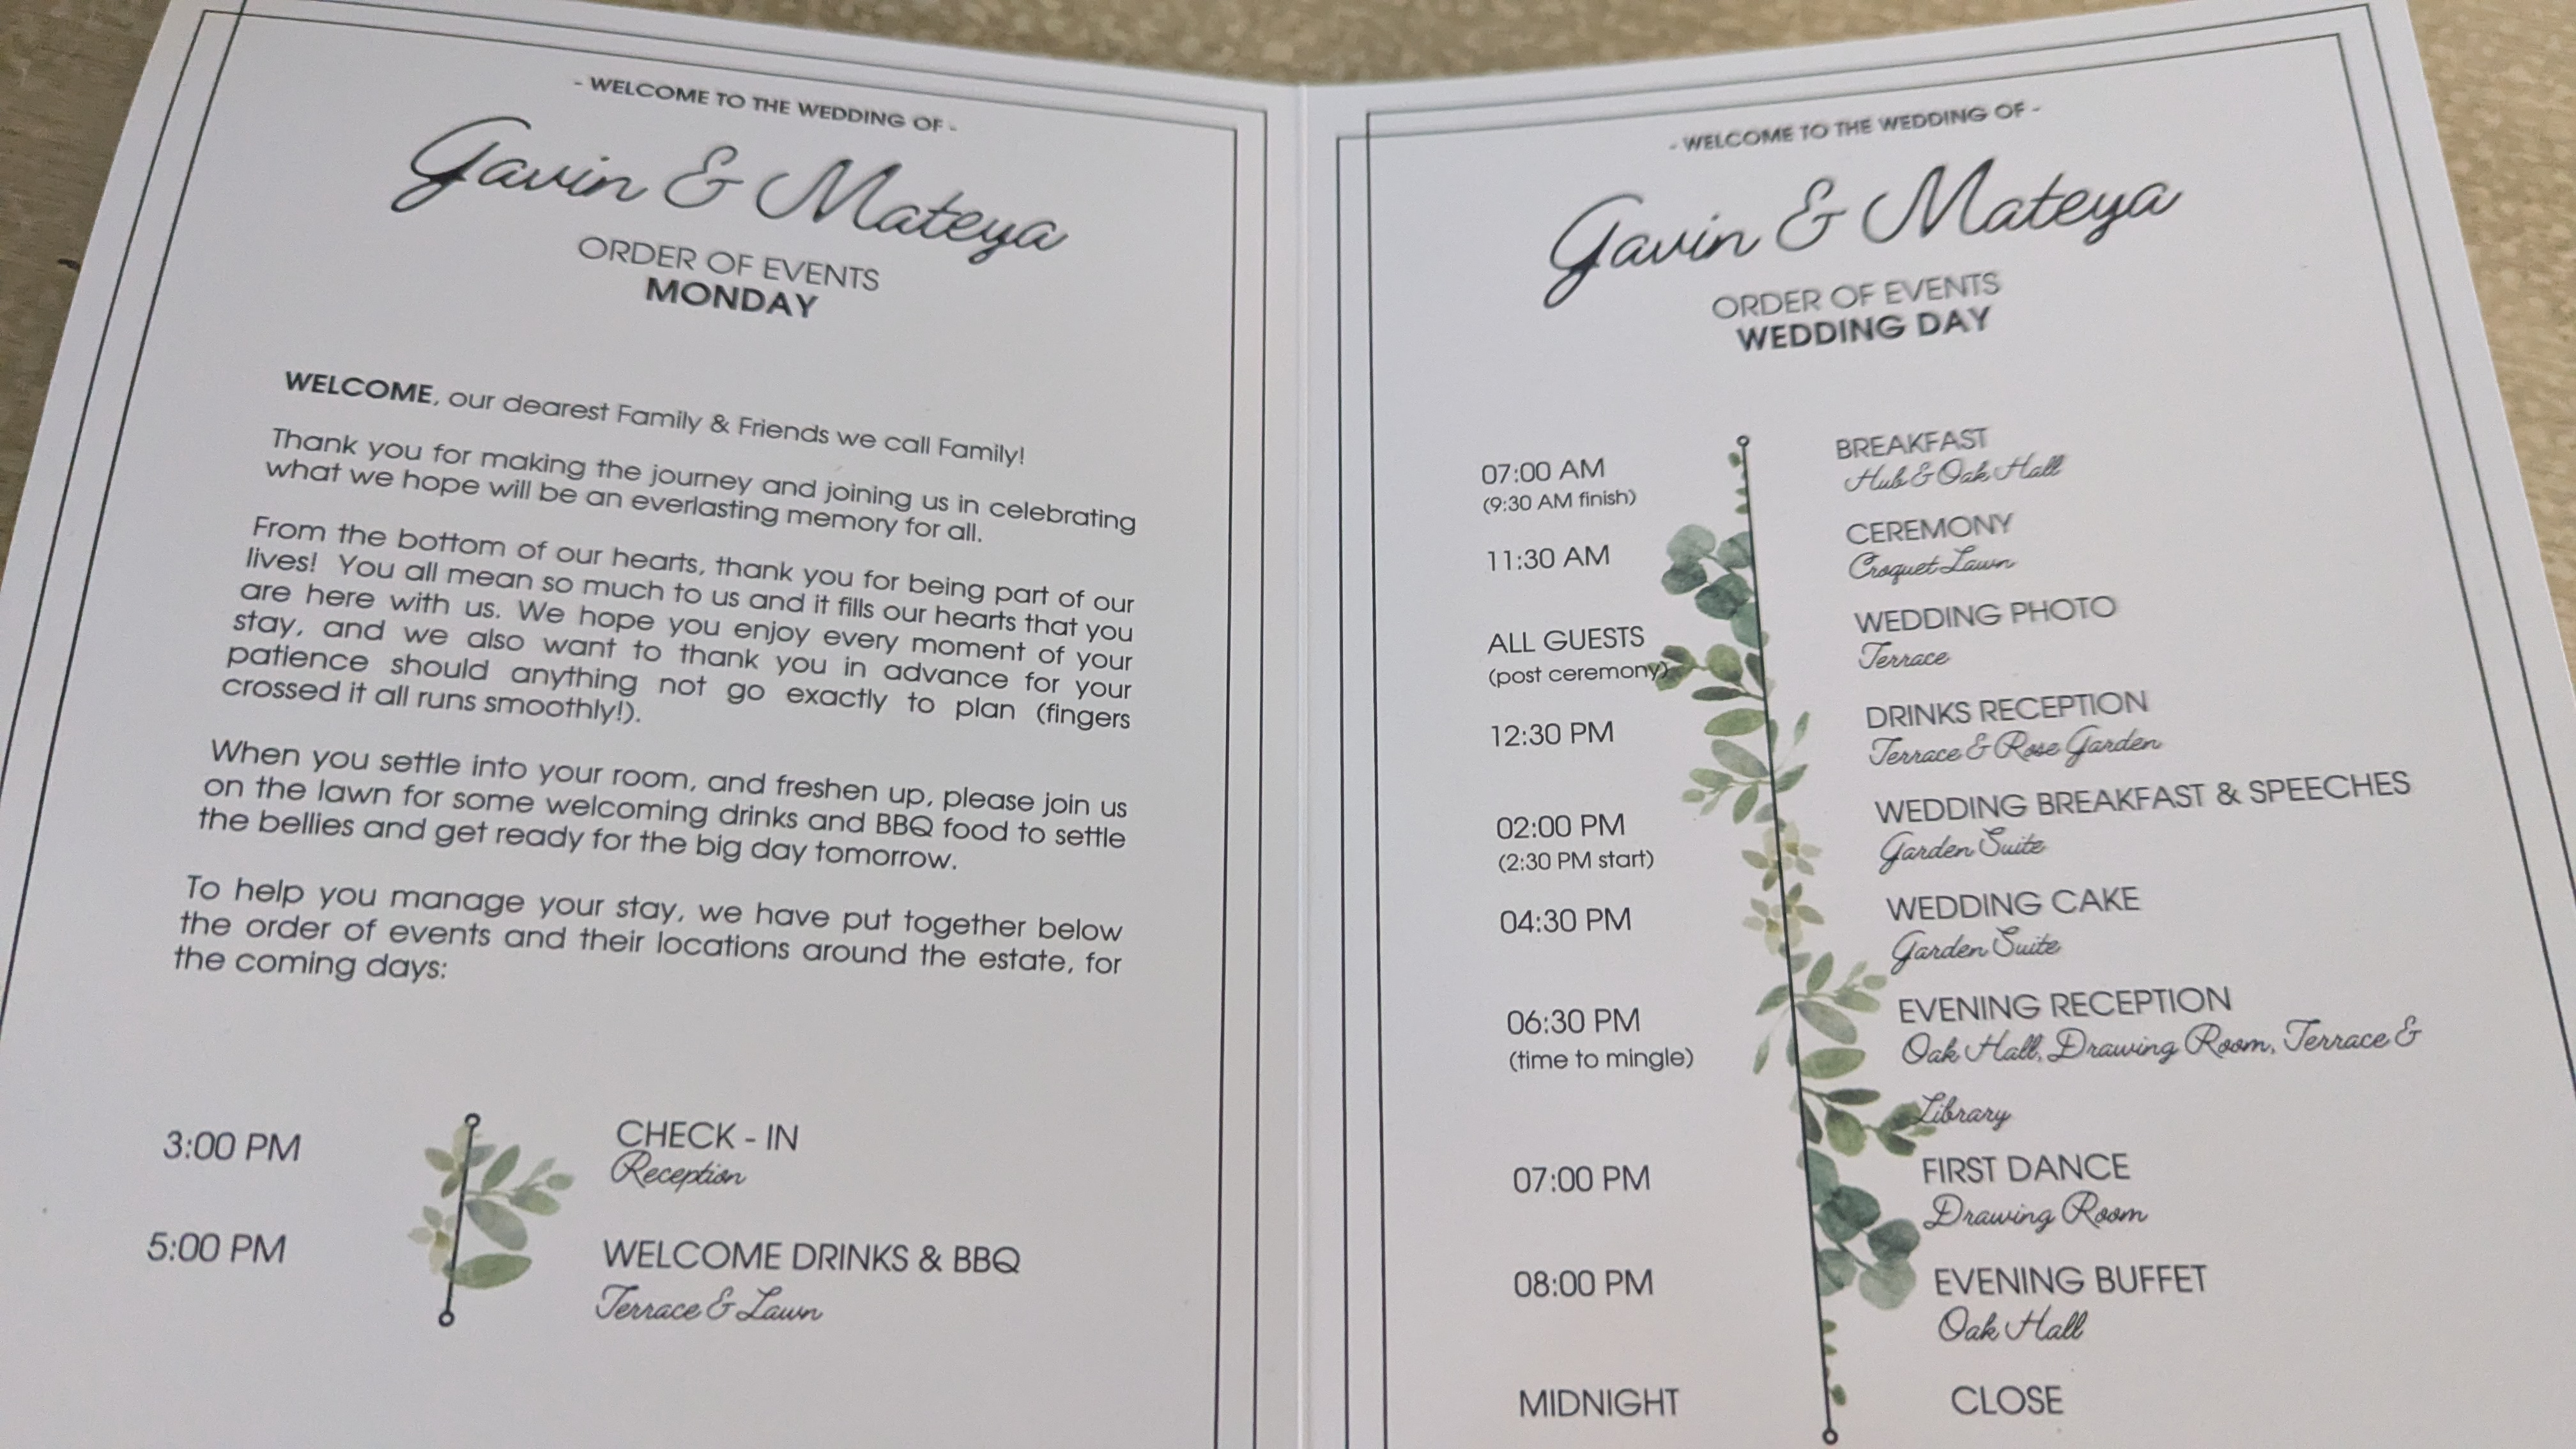 - WELCOME TO THE WEDDING OF -
Gavin & Mateya
ORDER OF EVENTS
MONDAY
WELCOME, our dearest Family & Friends we call Family!
Thank you for making the journey and joining us in celebrating
what we hope will be an everlasting memory for all.
From the bottom of our hearts, thank you for being part of our
lives! You all mean so much to us and it fills our hearts that you
are here with us. We hope you enjoy every moment of your
stay, and we also want to thank you in advance for your
patience should anything not go exactly to plan (fingers
crossed it all runs smoothly!).
When you settle into your room, and freshen up, please join us
on the lawn for some welcoming drinks and BBQ food to settle
the bellies and get ready for the big day tomorrow.
To help you manage your stay, we have put together below
the order of events and their locations around the estate, for
the coming days:
3:00 PM CHECK - IN
Reception
5:00 PM WELCOME DRINKS & BBQ
Terrace & Lawn
- WELCOME TO THE WEDDING OF -
Gavin & Mateya
ORDER OF EVENTS
WEDDING DAY
07:00 AM BREAKFAST
(9:30 AM finish) Hub & Oak Hall
11:30 AM CEREMONY
Croquet Lawn
ALL GUESTS WEDDING PHOTO
(post ceremony) Terrace
12:30 PM DRINKS RECEPTION
Terrace & Rose Garden
02:00 PM WEDDING BREAKFAST & SPEECHES
(2:30 PM start) Garden Suite
04:30 PM WEDDING CAKE
Garden Suite
06:30 PM EVENING RECEPTION
(time to mingle) Oak Hall, Drawing Room, Terrace &
Library
07:00 PM FIRST DANCE
Drawing Room
08:00 PM EVENING BUFFET
Oak Hall
MIDNIGHT CLOSE